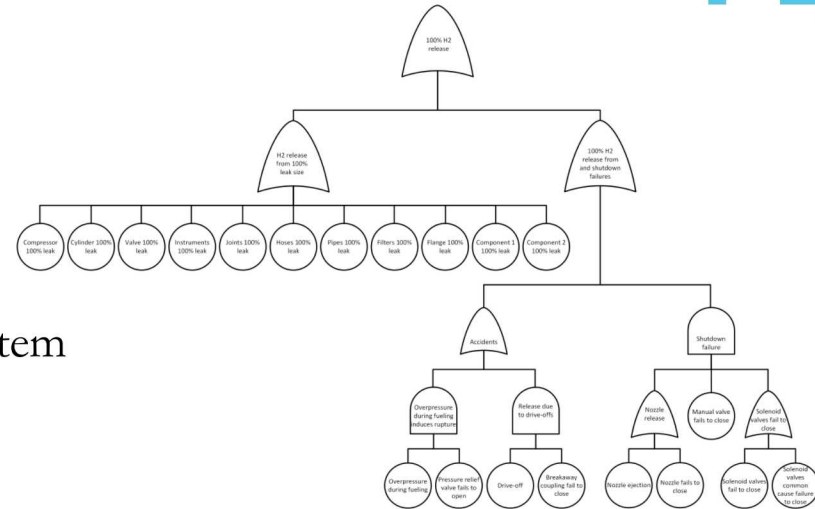 100% H2
release
H2 release
from 100%
leak size
100% H2
release from
and shutdown
failures
Compressor
100% leak
Cylinder 100%
leak
Valve 100%
leak
Instruments
100% leak
Joints 100%
leak
Hoses 100%
leak
Pipes 100%
leak
Filters 100%
leak
Flange 100%
leak
Component 1
100% leak
Component 2
100% leak
tem
Accidents
Shutdown
failure
Overpressure
during fueling
induces rupture
Release due
to drive-offs
Nozzle
release
Manual valve
fails to close
Solenoid
valves fail to
close
Overpressure
during fueling
Pressure relief
valve fails to
open
Drive-off
Breakaway
coupling fail to
close
Nozzle ejection
Nozzle fails to
close
Solenoid valves
fail to close
Solenoid
valves
common
cause failure
to close